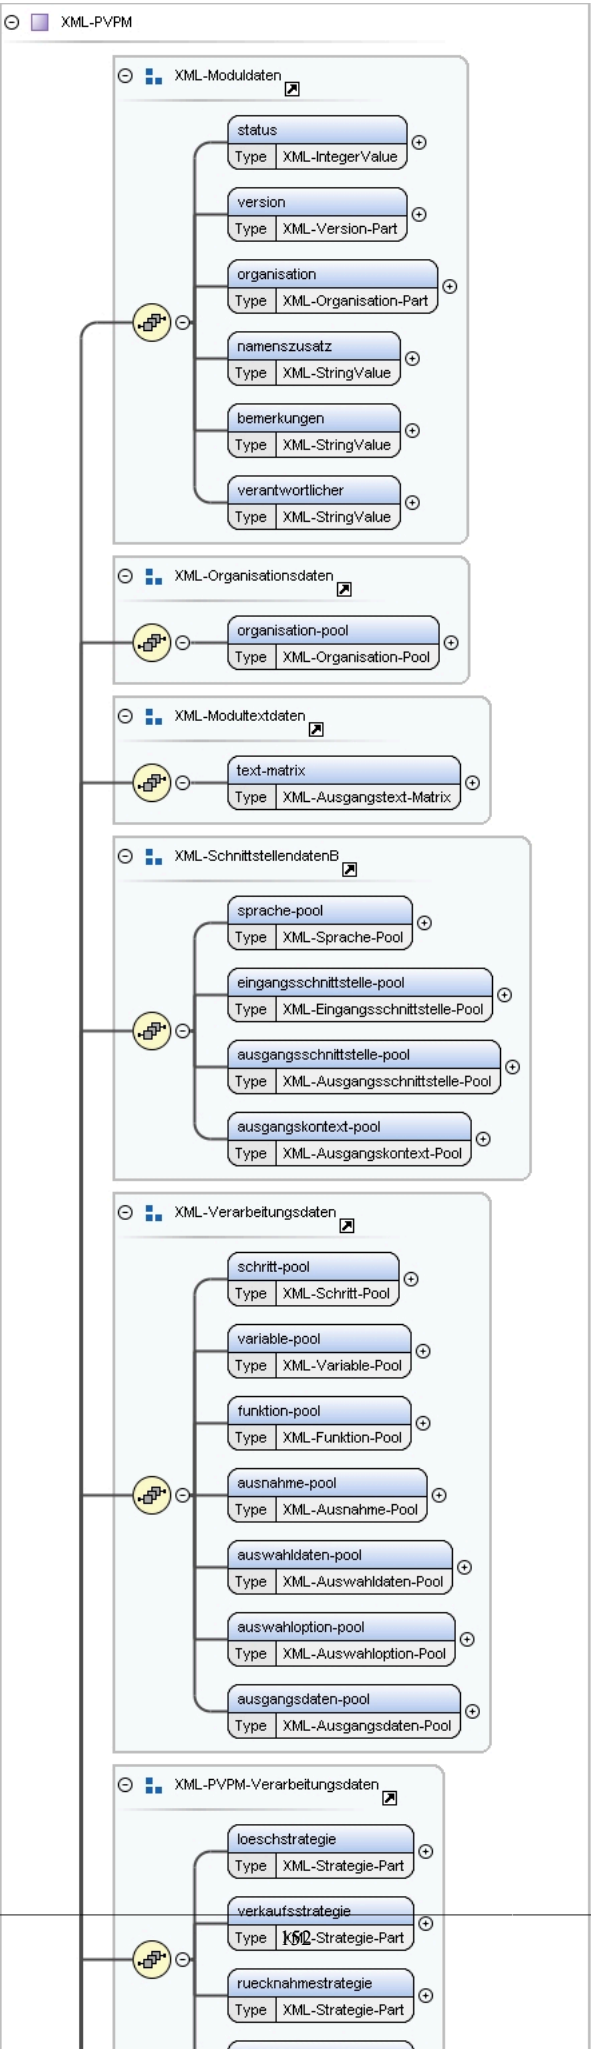 XML-PVPM
XML-Moduldaten
status
Type XML-IntegerValue
version
Type XML-Version-Part
organisation
Type XML-Organisation-Part
namenszusatz
Type XML-StringValue
bemerkungen
Type XML-StringValue
verantwortlicher
Type XML-StringValue
XML-Organisationsdaten
organisation-pool
Type XML-Organisation-Pool
XML-Modultextdaten
text-matrix
Type XML-Ausgangstext-Matrix
XML-SchnittstellendatenB
sprache-pool
Type XML-Sprache-Pool
eingangsschnittstelle-pool
Type XML-Eingangsschnittstelle-Pool
ausgangsschnittstelle-pool
Type XML-Ausgangsschnittstelle-Pool
ausgangskontext-pool
Type XML-Ausgangskontext-Pool
XML-Verarbeitungsdaten
schritt-pool
Type XML-Schritt-Pool
variable-pool
Type XML-Variable-Pool
funktion-pool
Type XML-Funktion-Pool
ausnahme-pool
Type XML-Ausnahme-Pool
auswahldaten-pool
Type XML-Auswahldaten-Pool
auswahloption-pool
Type XML-Auswahloption-Pool
ausgangsdaten-pool
Type XML-Ausgangsdaten-Pool
XML-PVPM-Verarbeitungsdaten
loeschstrategie
Type XML-Strategie-Part
verkaufsstrategie
Type XML-Strategie-Part
152
ruecknahmestrategie
Type XML-Strategie-Part